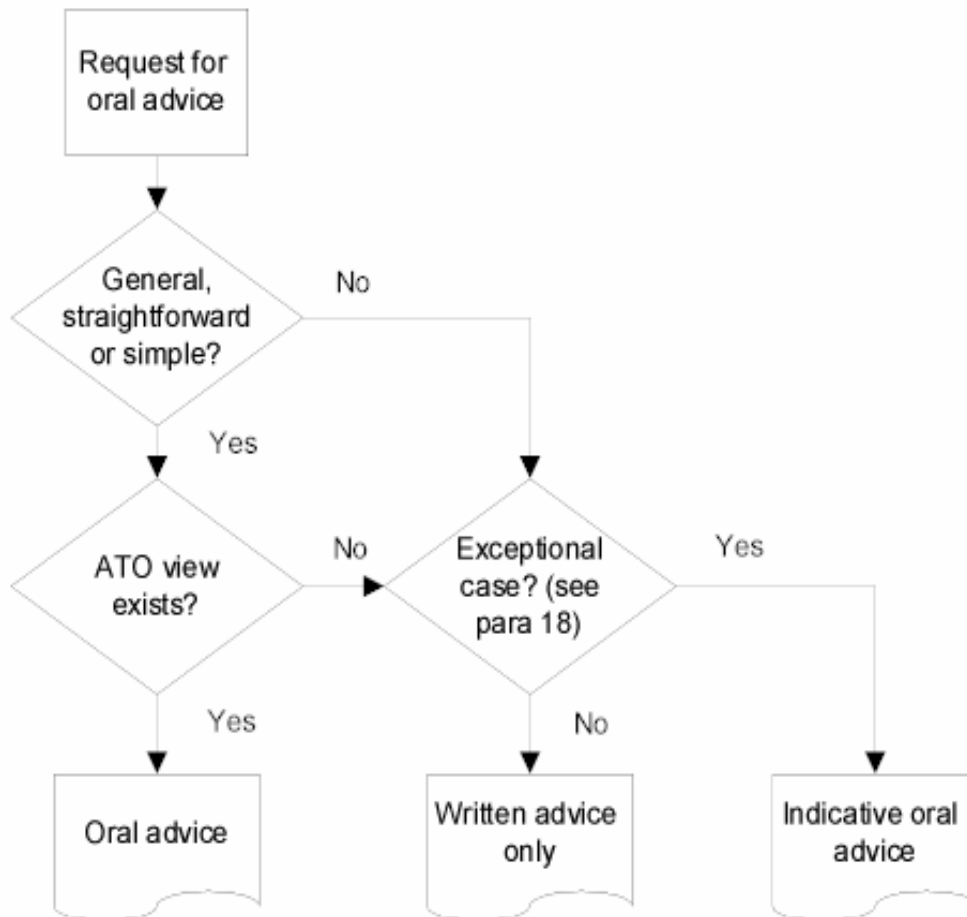 Request for
oral advice
General,
straightforward
or simple?
No
Yes
ATO view
exists?
No
Exceptional
case? (see
para 18)
Yes
Yes
No
Oral advice
Written advice
only
Indicative oral
advice